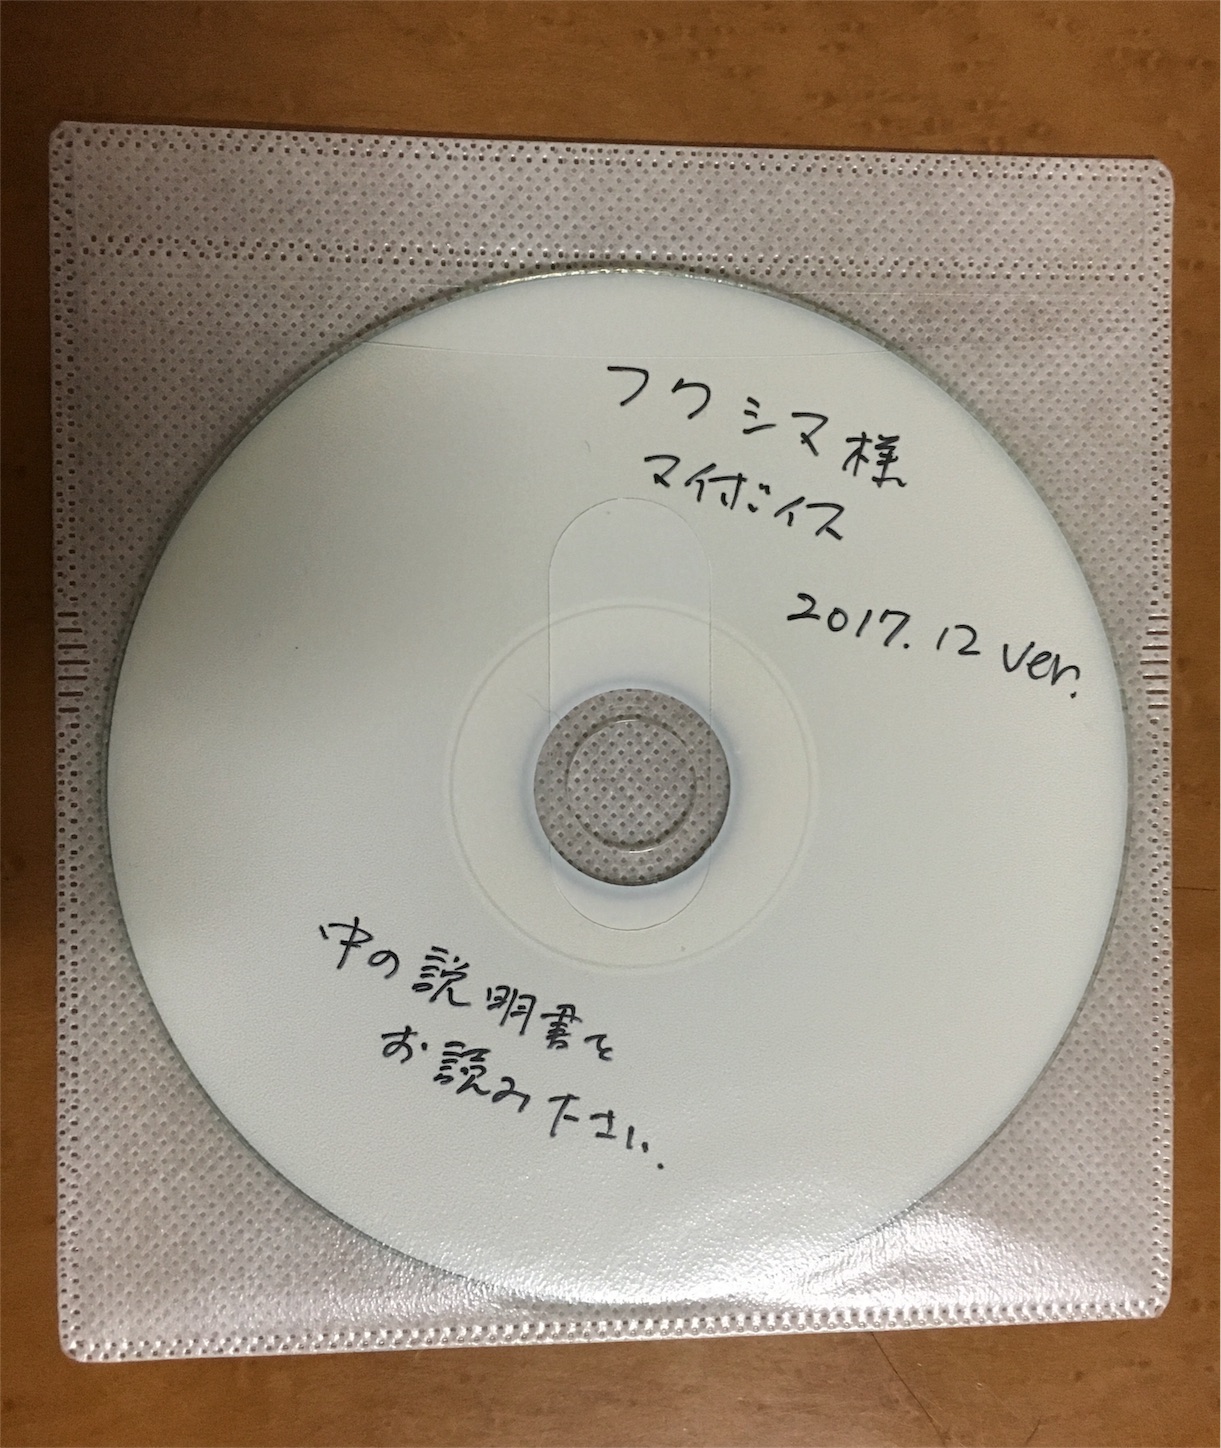 フクシマ様
マイボイス
2017.12 ver.
中の説明書を
お読み下さい.